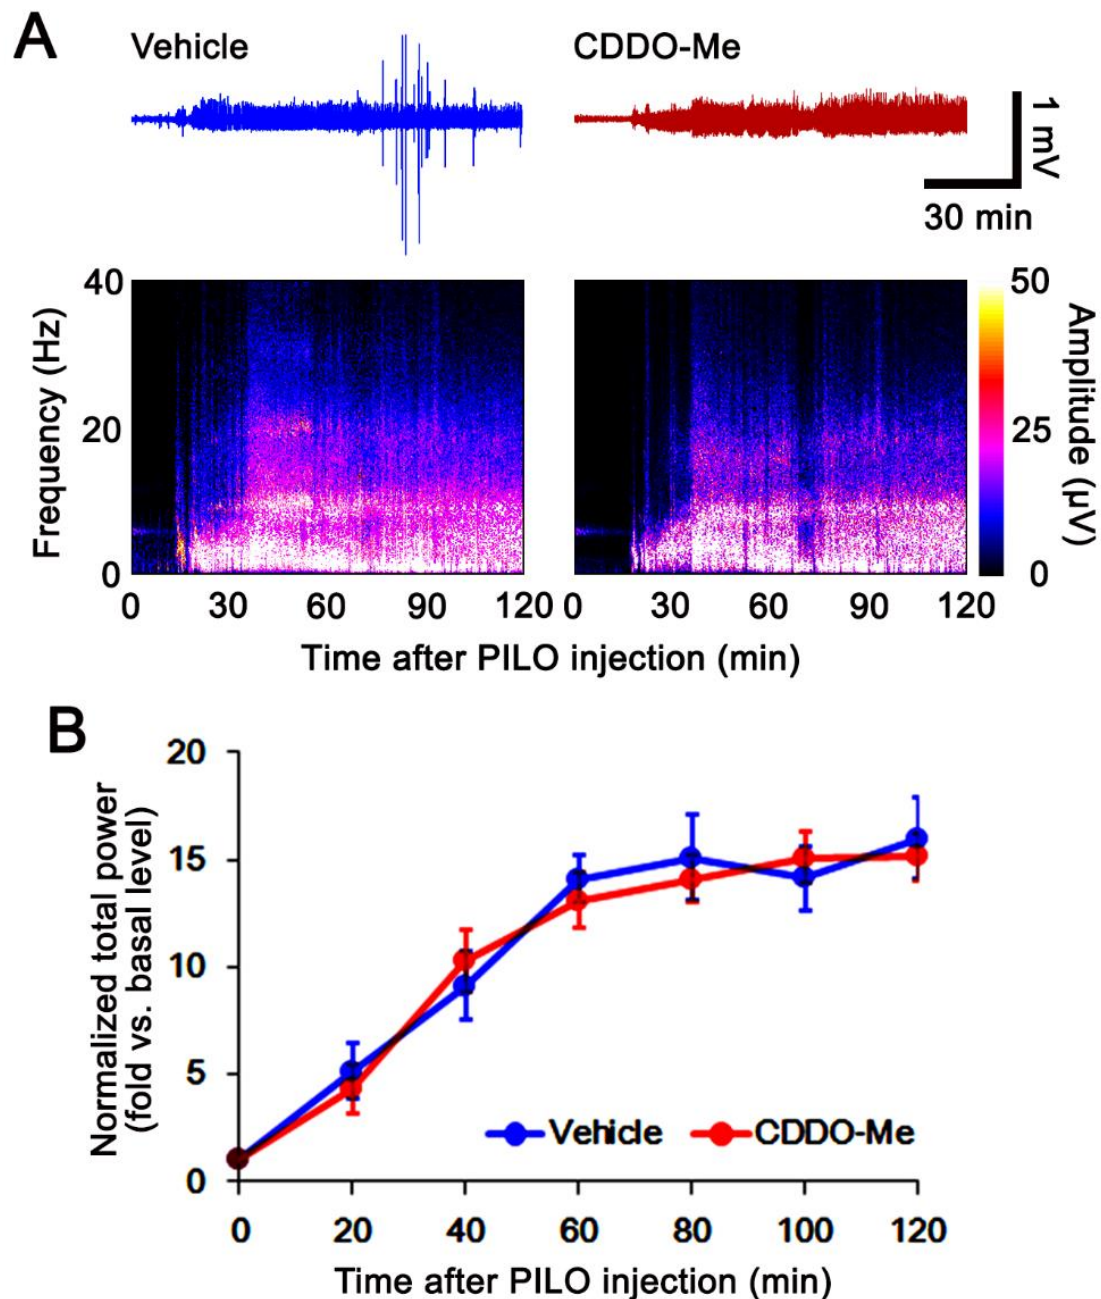 A
Vehicle
CDDO-Me
1 mV
30 min
40
20
0
Frequency (Hz)
0 30 60 90 120
0 30 60 90 120
50
25
0
Amplitude (μV)
Time after PILO injection (min)
B
20
15
10
5
0
Normalized total power
(fold vs. basal level)
Vehicle
CDDO-Me
0 20 40 60 80 100 120
Time after PILO injection (min)